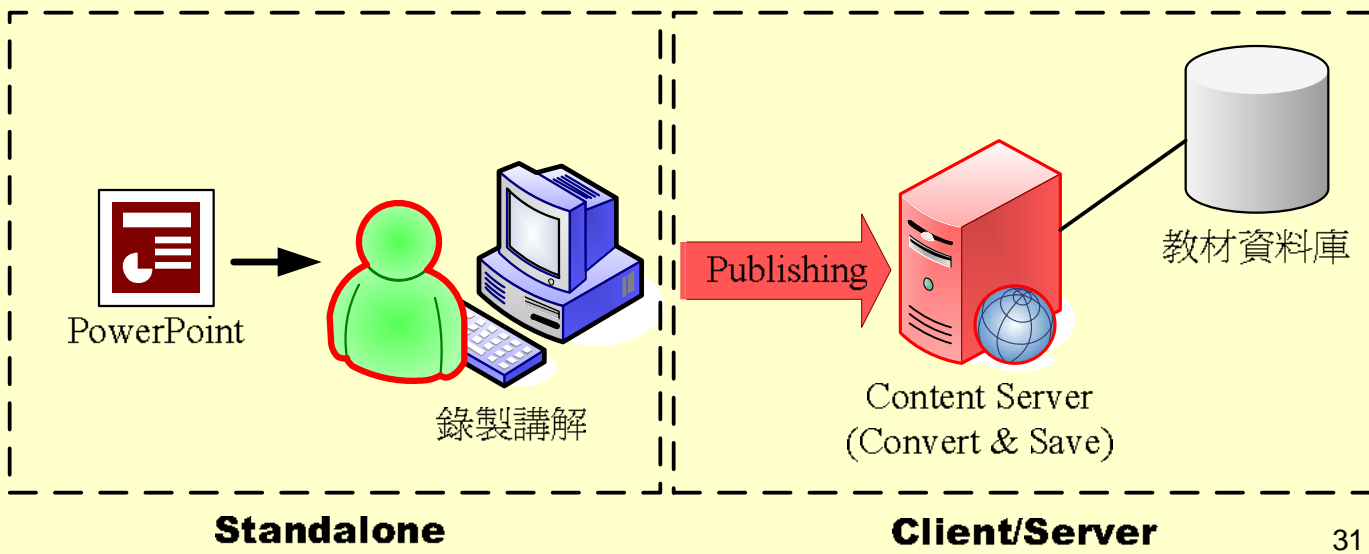 PowerPoint
錄製講解
Publishing
Content Server
(Convert & Save)
教材資料庫
Standalone
Client/Server
31